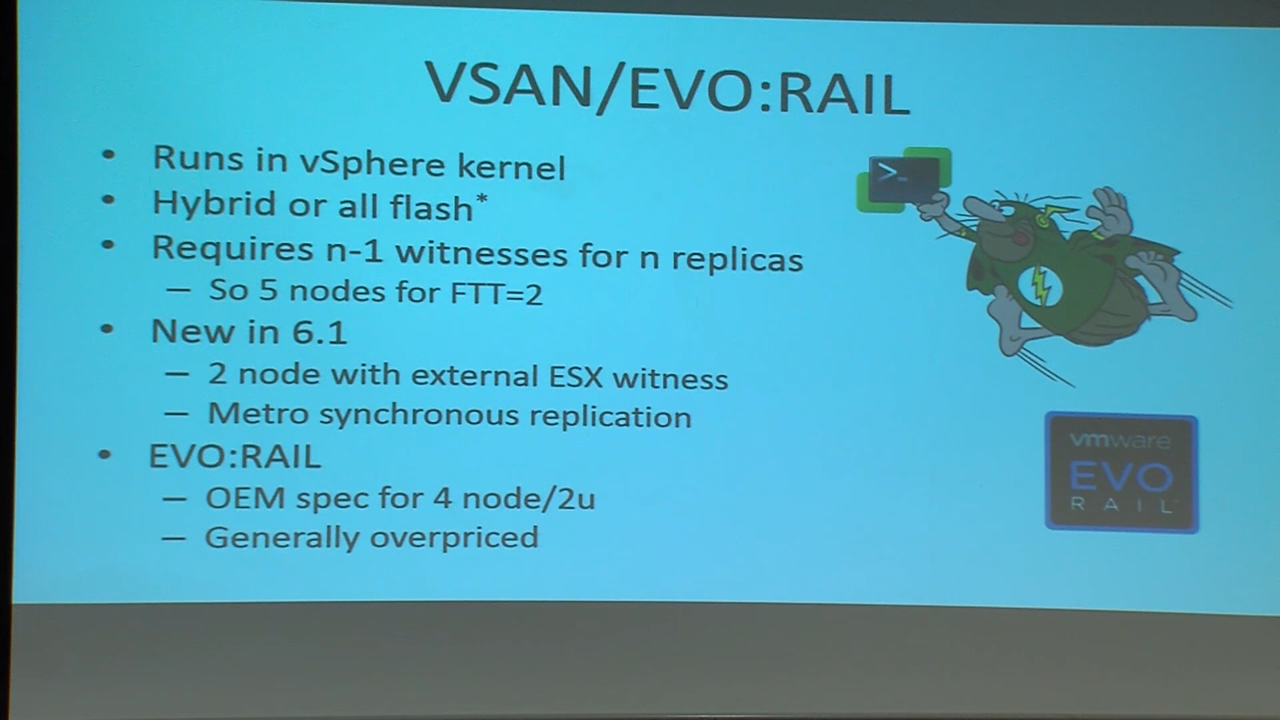 VSAN/EVO:RAIL
• Runs in vSphere kernel
• Hybrid or all flash*
• Requires n-1 witnesses for n replicas
– So 5 nodes for FTT=2
• New in 6.1
– 2 node with external ESX witness
– Metro synchronous replication
• EVO:RAIL
– OEM spec for 4 node/2u
– Generally overpriced
>_
vmware
EVO
RAIL™